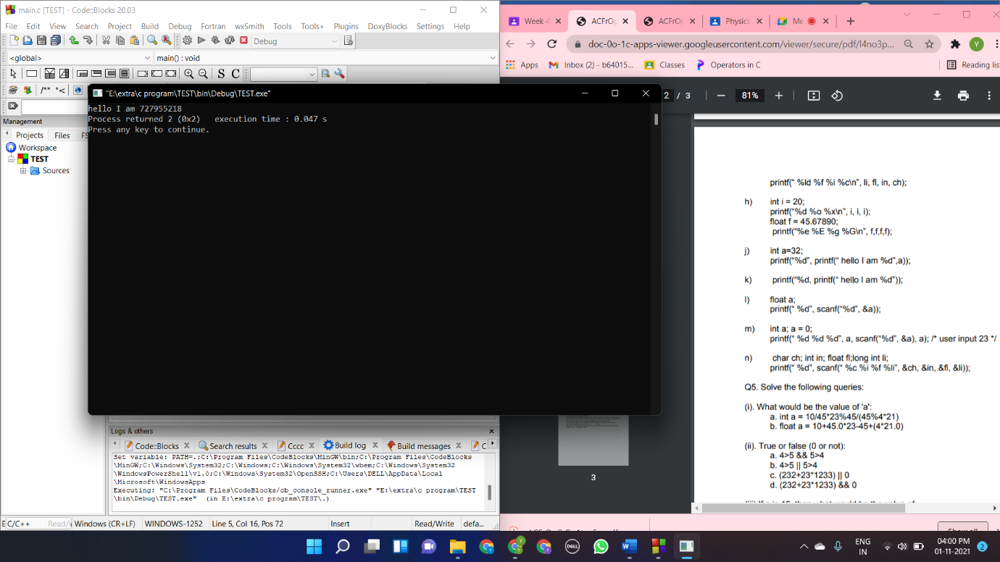 main.c [TEST] - Code::Blocks 20.03
File Edit View Search Project Build Debug Fortran wxSmith Tools Tools+ Plugins DoxyBlocks Settings Help
Debug
<global>
main() : void
S C
/** *<
Management
Projects Files FS
Workspace
TEST
Sources
"E:\extra\c program\TEST\bin\Debug\TEST.exe"
hello I am 727955218
Process returned 2 (0x2)   execution time : 0.047 s
Press any key to continue.
Logs & others
Code::Blocks Search results Cccc Build log Build messages C
Set variable: PATH=.;C:\Program Files\CodeBlocks\MinGW\bin;C:\Program Files\CodeBlocks
\MinGW;C:\Windows\System32;C:\Windows;C:\Windows\System32\wbem;C:\Windows\System32
\WindowsPowerShell\v1.0;C:\Windows\System32\OpenSSH;C:\Users\DELL\AppData\Local
\Microsoft\WindowsApps
Executing: "C:\Program Files\CodeBlocks/cb_console_runner.exe" "E:\extra\c program\TEST
\bin\Debug\TEST.exe"  (in E:\extra\c program\TEST\.)
E C/C++ Read/W Windows (CR+LF) WINDOWS-1252 Line 5, Col 16, Pos 72 Insert Read/Write defa...
Week 4 ACFrOg ACFrOg Physics Me
doc-0o-1c-apps-viewer.googleusercontent.com/viewer/secure/pdf/l4no3p... Y
Apps Inbox (2) - b64015... Classes Operators in C Reading lis
2 / 3 81%
printf(“ %ld %f %i %c\n”, li, fl, in, ch);
h) int i = 20;
printf(“%d %o %x\n”, i, i, i);
float f = 45.67890;
printf(“%e %E %g %G\n”, f,f,f,f);
j) int a=32;
printf(“%d”, printf(“ hello I am %d”,a));
k) printf(“%d, printf(“ hello I am %d”));
l) float a;
printf(“ %d”, scanf(“%d”, &a));
m) int a; a = 0;
printf(“ %d %d %d”, a, scanf(“%d”, &a), a); /* user input 23 */
n) char ch; int in; float fl;long int li;
printf(“ %d”, scanf(“ %c %i %f %li”, &ch, &in, &fl, &li));
Q5. Solve the following queries:
(i). What would be the value of 'a':
a. int a = 10/45*23%45/(45%4*21)
b. float a = 10+45.0*23-45+(4*21.0)
(ii). True or false (0 or not):
a. 4>5 && 5>4
b. 4>5 || 5>4
c. (232+23*1233) || 0
d. (232+23*1233) && 0
3
DELL
ENG
IN
04:00 PM
01-11-2021
2